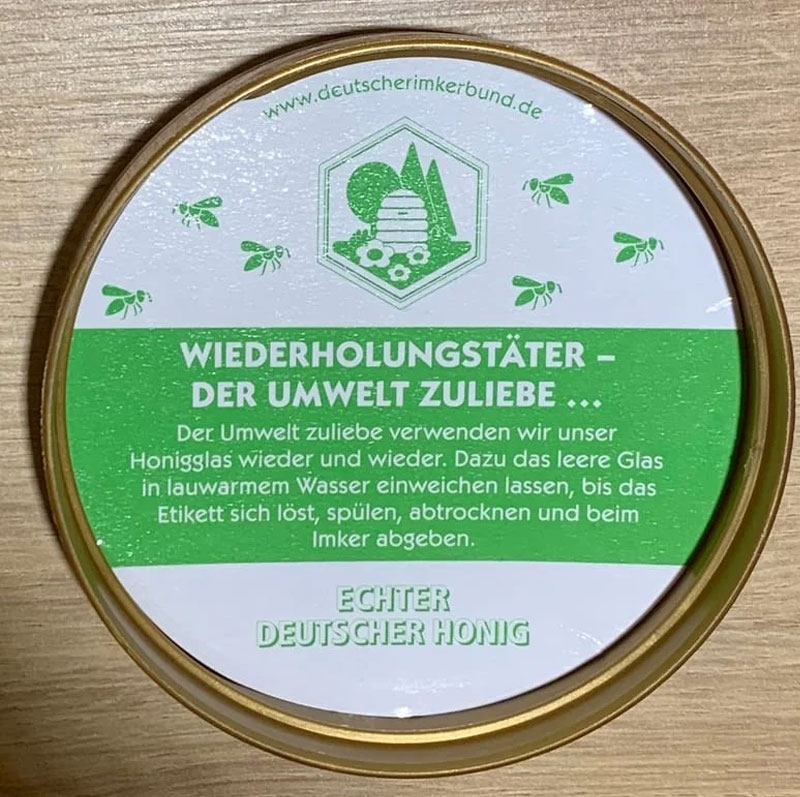 www.deutscherimkerbund.de
WIEDERHOLUNGSTÄTER –
DER UMWELT ZULIEBE ...
Der Umwelt zuliebe verwenden wir unser
Honigglas wieder und wieder. Dazu das leere Glas
in lauwarmem Wasser einweichen lassen, bis das
Etikett sich löst, spülen, abtrocknen und beim
Imker abgeben.
ECHTER
DEUTSCHER HONIG